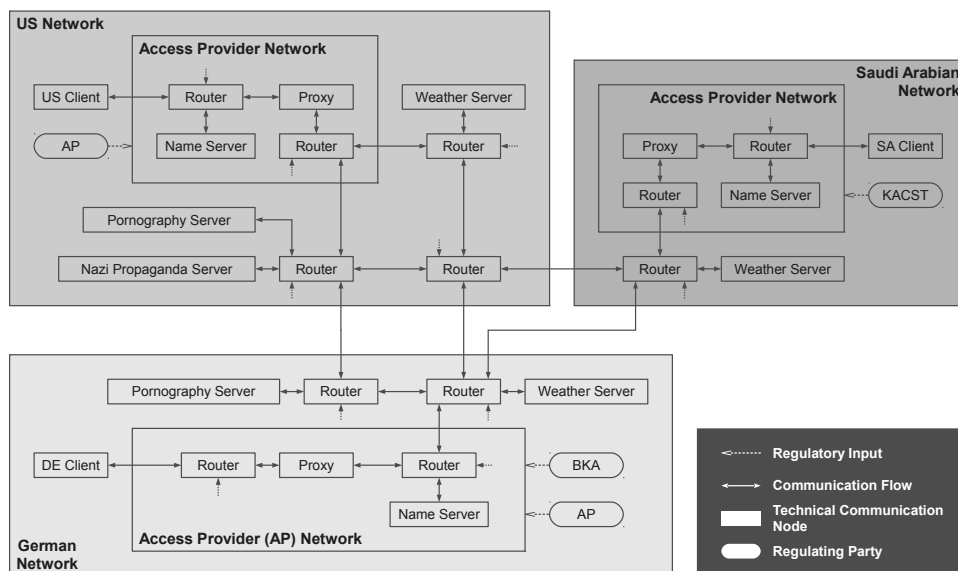 US Network
Access Provider Network
US Client
Router
Proxy
Weather Server
AP
Name Server
Router
Router
Pornography Server
Nazi Propaganda Server
Router
Router
Saudi Arabian
Network
Access Provider Network
Proxy
Router
SA Client
Router
Name Server
KACST
Router
Weather Server
Pornography Server
Router
Router
Weather Server
DE Client
Router
Proxy
Router
BKA
Name Server
AP
Access Provider (AP) Network
German
Network
Regulatory Input
Communication Flow
Technical Communication
Node
Regulating Party